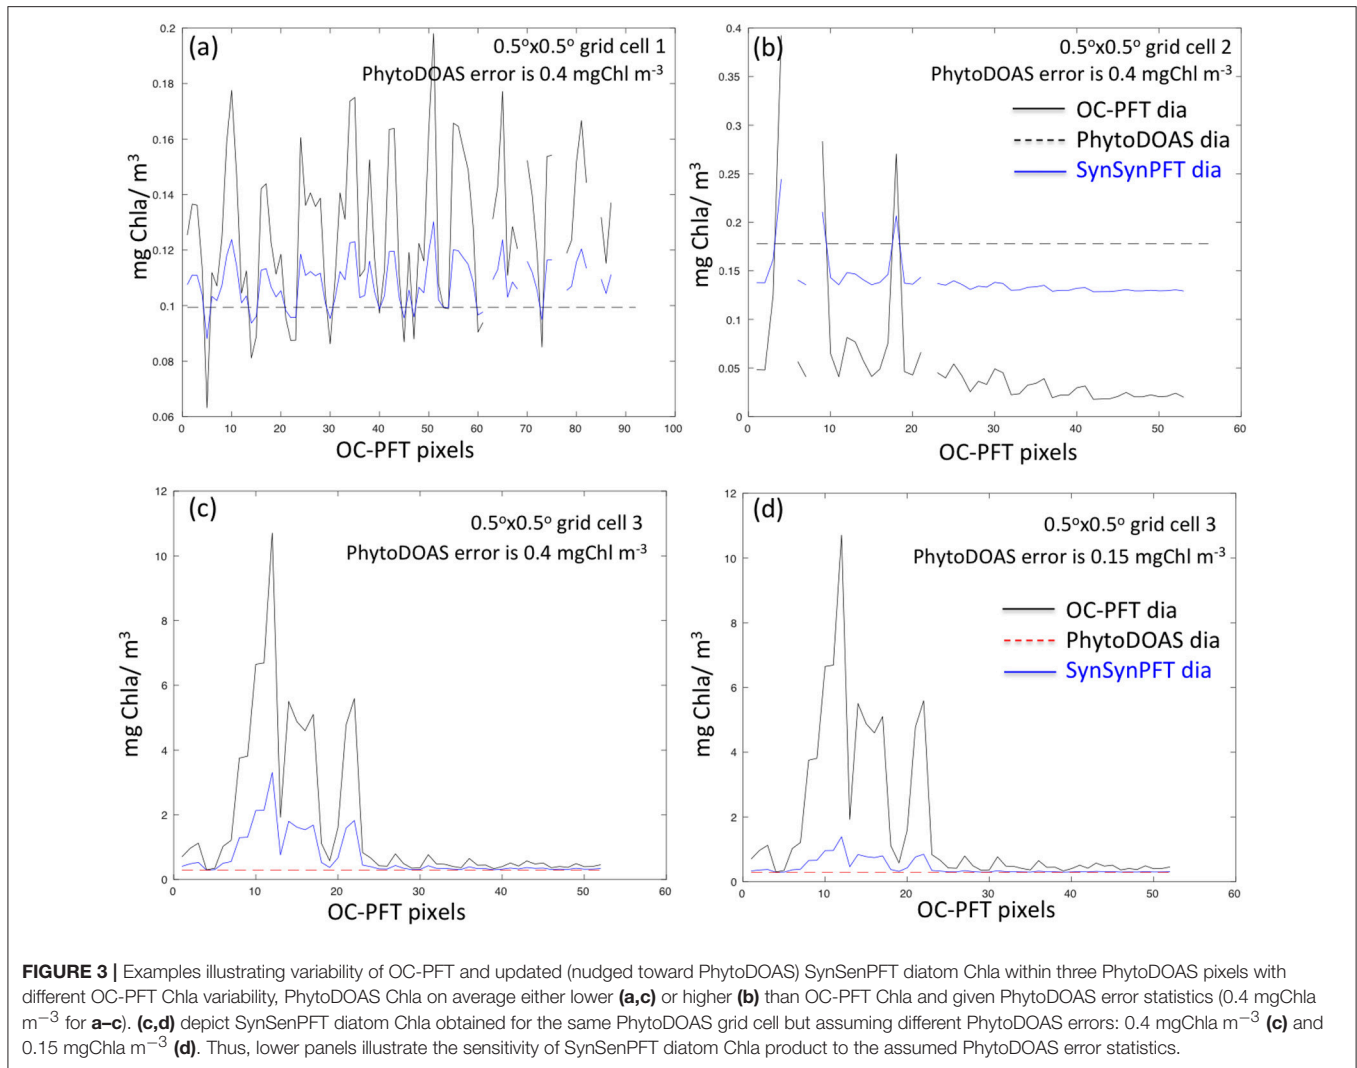 (a)
0.5°x0.5° grid cell 1
PhytoDOAS error is 0.4 mgChl m-3
mg Chla/ m3
0.2
0.18
0.16
0.14
0.12
0.1
0.08
0.06
0 10 20 30 40 50 60 70 80 90 100
OC-PFT pixels
(b)
0.5°x0.5° grid cell 2
PhytoDOAS error is 0.4 mgChl m-3
OC-PFT dia
PhytoDOAS dia
SynSynPFT dia
mg Chla/ m3
0.4
0.35
0.3
0.25
0.2
0.15
0.1
0.05
0
0 10 20 30 40 50 60
OC-PFT pixels
(c)
0.5°x0.5° grid cell 3
PhytoDOAS error is 0.4 mgChl m-3
mg Chla/ m3
12
10
8
6
4
2
0
0 10 20 30 40 50 60
OC-PFT pixels
(d)
0.5°x0.5° grid cell 3
PhytoDOAS error is 0.15 mgChl m-3
OC-PFT dia
PhytoDOAS dia
SynSynPFT dia
mg Chla/ m3
12
10
8
6
4
2
0
0 10 20 30 40 50 60
OC-PFT pixels
FIGURE 3 | Examples illustrating variability of OC-PFT and updated (nudged toward PhytoDOAS) SynSenPFT diatom Chla within three PhytoDOAS pixels with
different OC-PFT Chla variability, PhytoDOAS Chla on average either lower (a,c) or higher (b) than OC-PFT Chla and given PhytoDOAS error statistics (0.4 mgChla
m−3 for a–c). (c,d) depict SynSenPFT diatom Chla obtained for the same PhytoDOAS grid cell but assuming different PhytoDOAS errors: 0.4 mgChla m−3 (c) and
0.15 mgChla m−3 (d). Thus, lower panels illustrate the sensitivity of SynSenPFT diatom Chla product to the assumed PhytoDOAS error statistics.